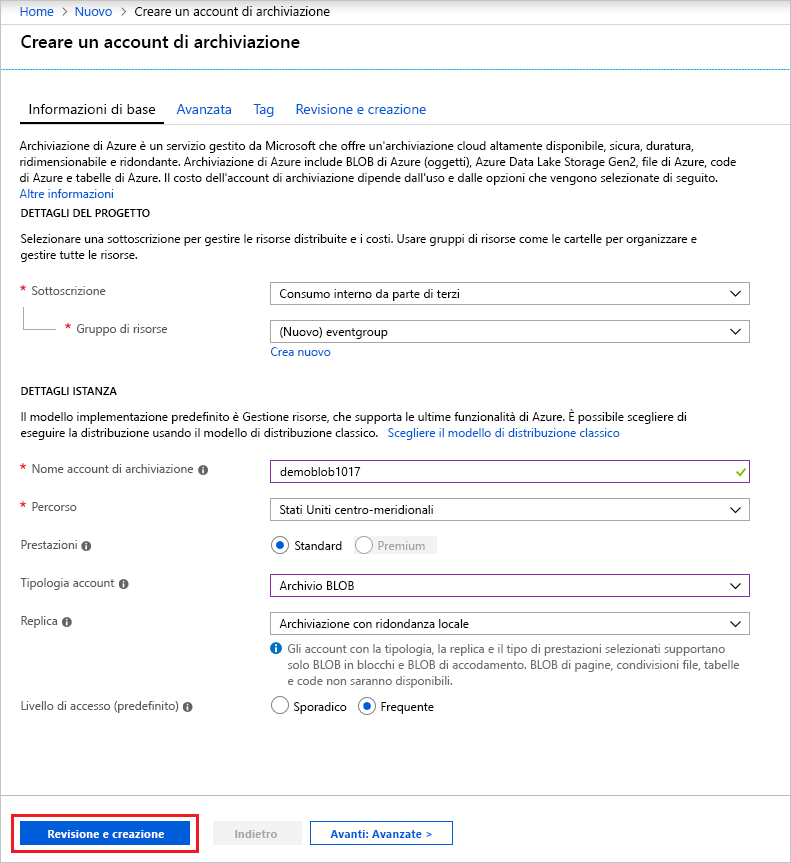 Home > Nuovo > Creare un account di archiviazione
Creare un account di archiviazione
Informazioni di base Avanzata Tag Revisione e creazione
Archiviazione di Azure è un servizio gestito da Microsoft che offre un'archiviazione cloud altamente disponibile, sicura, duratura,
ridimensionabile e ridondante. Archiviazione di Azure include BLOB di Azure (oggetti), Azure Data Lake Storage Gen2, file di Azure, code
di Azure e tabelle di Azure. Il costo dell'account di archiviazione dipende dall'uso e dalle opzioni che vengono selezionate di seguito.
Altre informazioni
DETTAGLI DEL PROGETTO
Selezionare una sottoscrizione per gestire le risorse distribuite e i costi. Usare gruppi di risorse come le cartelle per organizzare e
gestire tutte le risorse.
* Sottoscrizione Consumo interno da parte di terzi
* Gruppo di risorse (Nuovo) eventgroup
Crea nuovo
DETTAGLI ISTANZA
Il modello implementazione predefinito è Gestione risorse, che supporta le ultime funzionalità di Azure. È possibile scegliere di
eseguire la distribuzione usando il modello di distribuzione classico. Scegliere il modello di distribuzione classico
* Nome account di archiviazione demoblob1017
* Percorso Stati Uniti centro-meridionali
Prestazioni Standard Premium
Tipologia account Archivio BLOB
Replica Archiviazione con ridondanza locale
Gli account con la tipologia, la replica e il tipo di prestazioni selezionati supportano
solo BLOB in blocchi e BLOB di accodamento. BLOB di pagine, condivisioni file, tabelle
e code non saranno disponibili.
Livello di accesso (predefinito) Sporadico Frequente
Revisione e creazione Indietro Avanti: Avanzate >